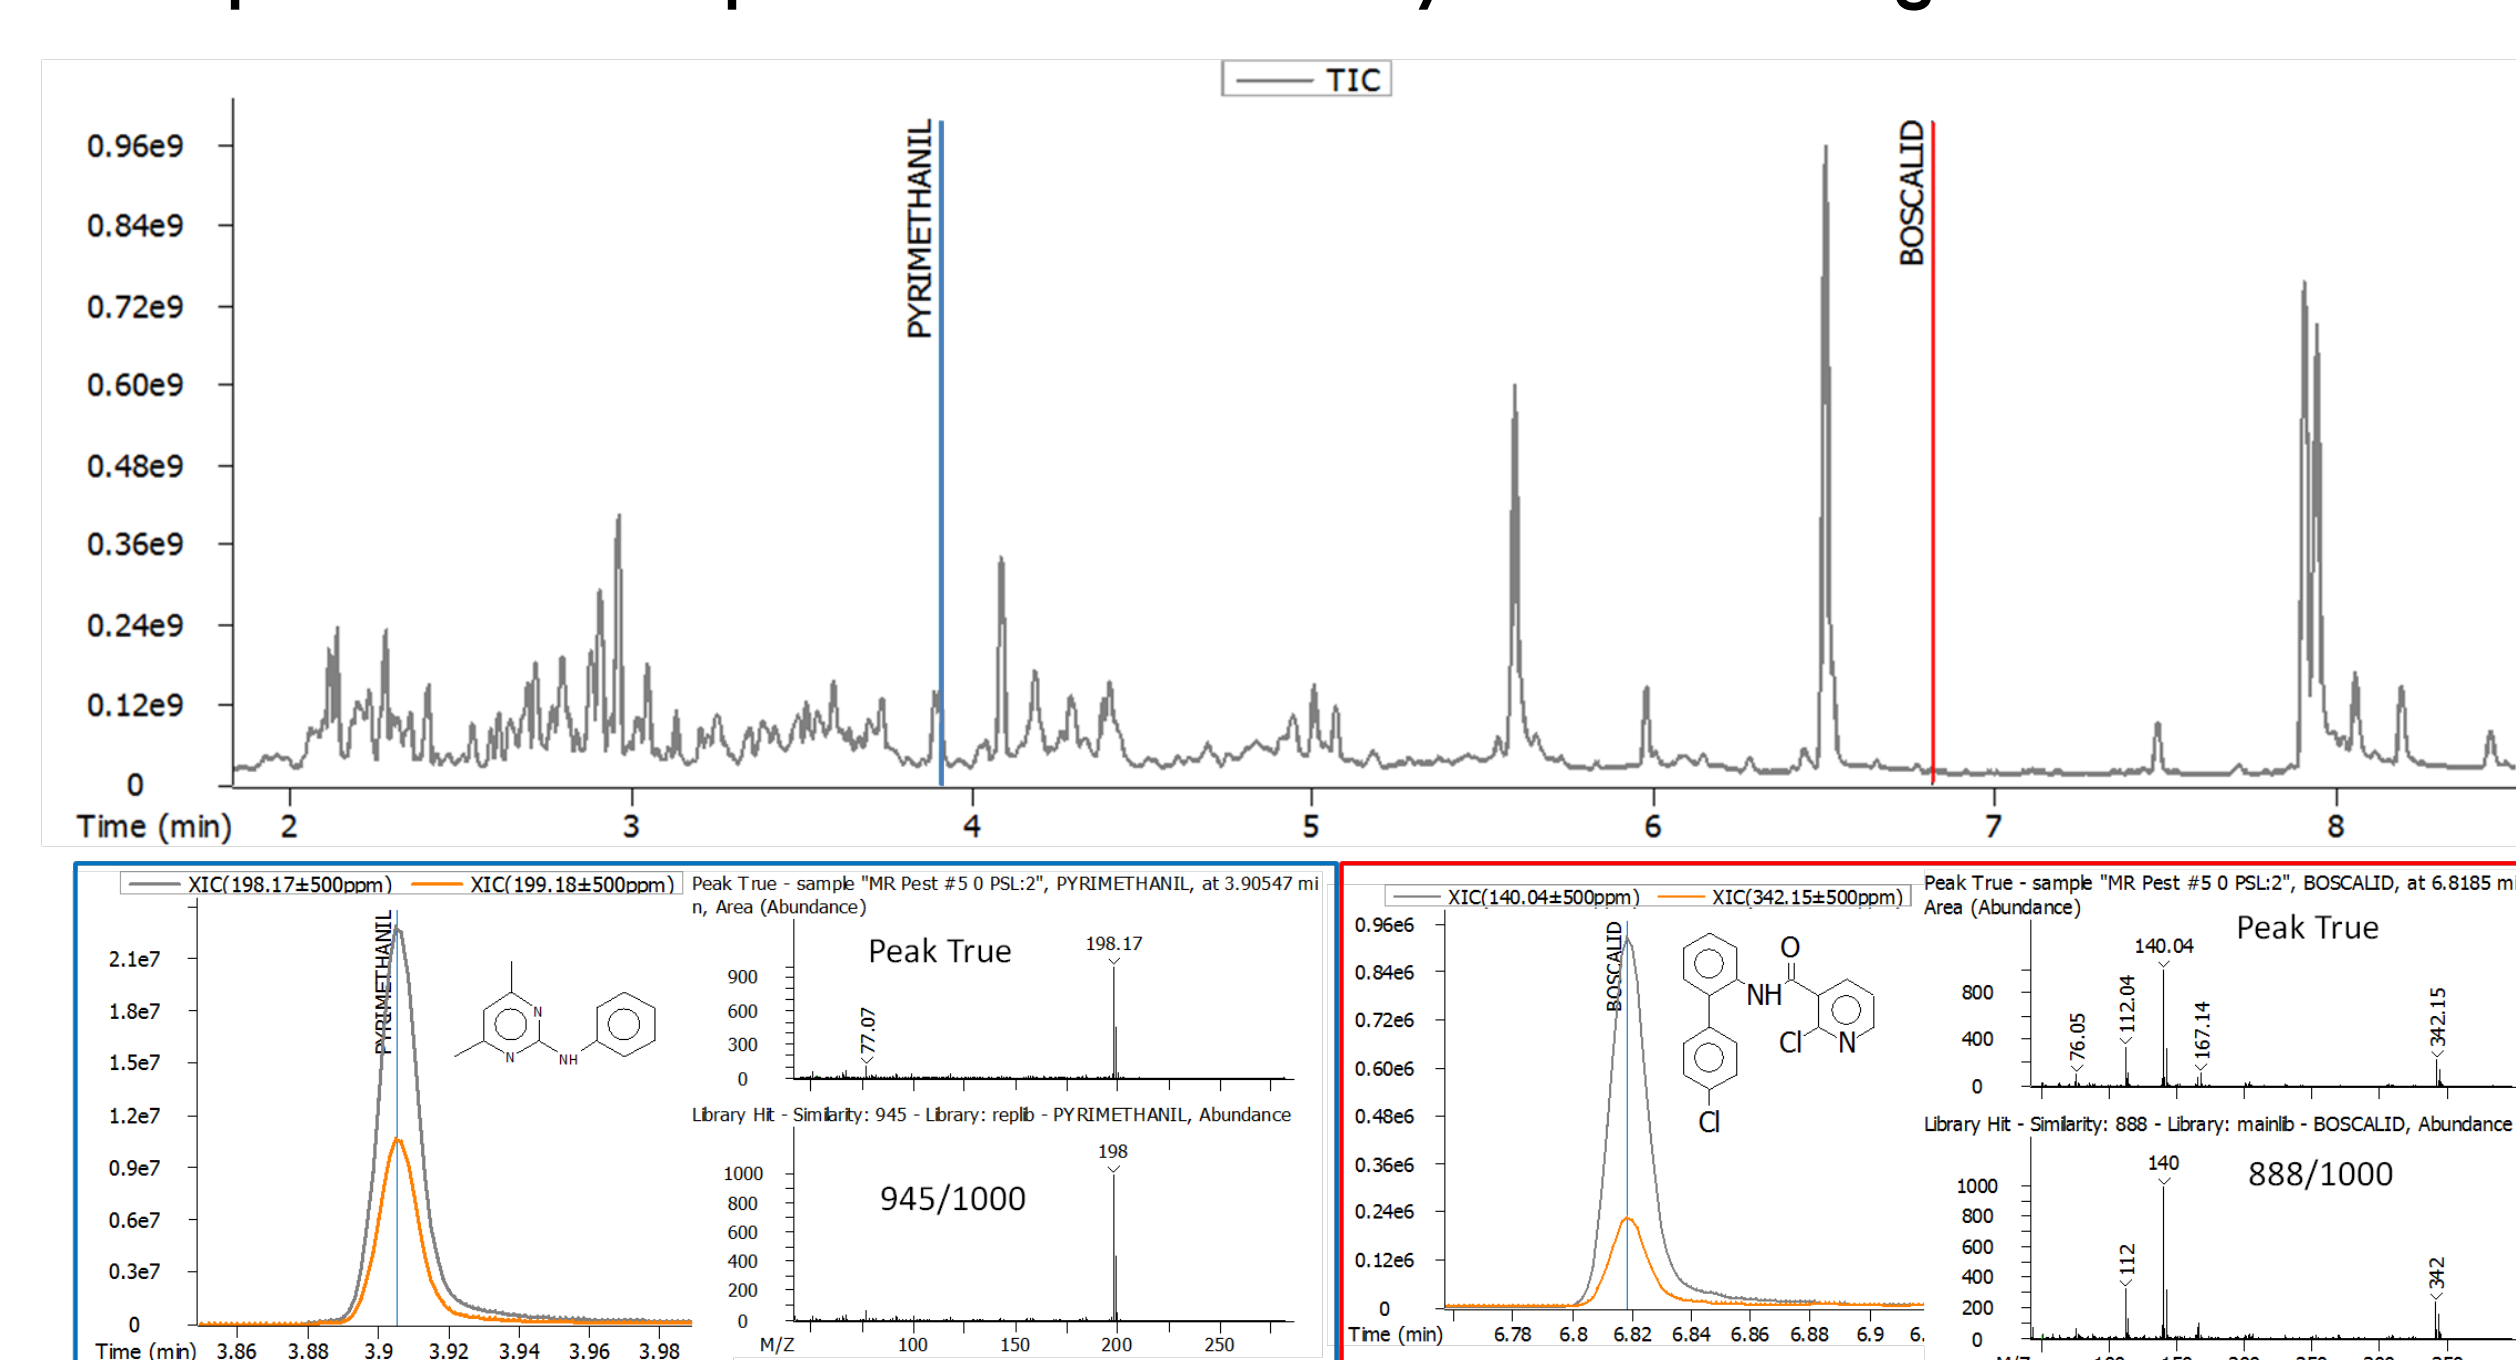 TIC
0.96e9
0.84e9
0.72e9
0.60e9
0.48e9
0.36e9
0.24e9
0.12e9
0
PYRIMETHANIL
BOSCALID
Time (min) 2 3 4 5 6 7 8
XIC(198.17±500ppm) XIC(199.18±500ppm)
2.1e7
1.8e7
1.5e7
1.2e7
0.9e7
0.6e7
0.3e7
0
PYRIMETHANIL
N
N
NH
Time (min) 3.86 3.88 3.9 3.92 3.94 3.96 3.98
Peak True - sample "MR Pest #5 0 PSL:2", PYRIMETHANIL, at 3.90547 mi
n, Area (Abundance)
Peak True
198.17
77.07
900
600
300
0
Library Hit - Similarity: 945 - Library: replib - PYRIMETHANIL, Abundance
198
945/1000
1000
800
600
400
200
0
M/Z 100 150 200 250
XIC(140.04±500ppm) XIC(342.15±500ppm)
0.96e6
0.84e6
0.72e6
0.60e6
0.48e6
0.36e6
0.24e6
0.12e6
0
BOSCALID
O
NH
Cl
N
Cl
Time (min) 6.78 6.8 6.82 6.84 6.86 6.88 6.9 6.
Peak True - sample "MR Pest #5 0 PSL:2", BOSCALID, at 6.8185 mi
Area (Abundance)
Peak True
140.04
76.05
112.04
167.14
342.15
800
400
0
Library Hit - Similarity: 888 - Library: mainlib - BOSCALID, Abundance
140
888/1000
112
342
1000
800
600
400
200
0